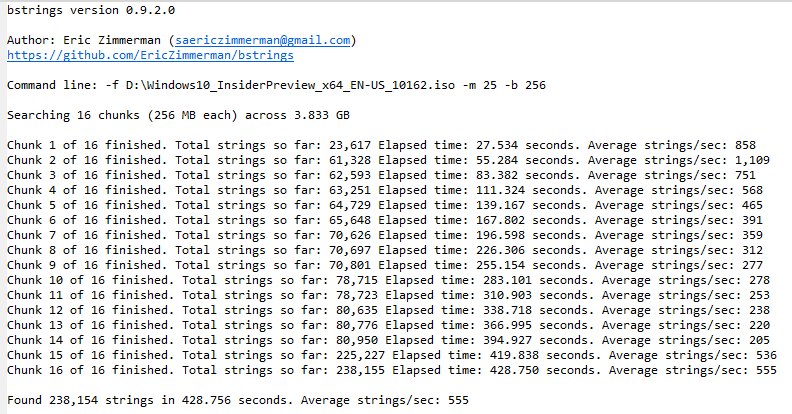 bstrings version 0.9.2.0
Author: Eric Zimmerman (saericzimmerman@gmail.com)
https://github.com/EricZimmerman/bstrings
Command line: -f D:\Windows10_InsiderPreview_x64_EN-US_10162.iso -m 25 -b 256
Searching 16 chunks (256 MB each) across 3.833 GB
Chunk 1 of 16 finished. Total strings so far: 23,617 Elapsed time: 27.534 seconds. Average strings/sec: 858
Chunk 2 of 16 finished. Total strings so far: 61,328 Elapsed time: 55.284 seconds. Average strings/sec: 1,109
Chunk 3 of 16 finished. Total strings so far: 62,593 Elapsed time: 83.382 seconds. Average strings/sec: 751
Chunk 4 of 16 finished. Total strings so far: 63,251 Elapsed time: 111.324 seconds. Average strings/sec: 568
Chunk 5 of 16 finished. Total strings so far: 64,729 Elapsed time: 139.167 seconds. Average strings/sec: 465
Chunk 6 of 16 finished. Total strings so far: 65,648 Elapsed time: 167.802 seconds. Average strings/sec: 391
Chunk 7 of 16 finished. Total strings so far: 70,626 Elapsed time: 196.598 seconds. Average strings/sec: 359
Chunk 8 of 16 finished. Total strings so far: 70,697 Elapsed time: 226.306 seconds. Average strings/sec: 312
Chunk 9 of 16 finished. Total strings so far: 70,801 Elapsed time: 255.154 seconds. Average strings/sec: 277
Chunk 10 of 16 finished. Total strings so far: 78,715 Elapsed time: 283.101 seconds. Average strings/sec: 278
Chunk 11 of 16 finished. Total strings so far: 78,723 Elapsed time: 310.903 seconds. Average strings/sec: 253
Chunk 12 of 16 finished. Total strings so far: 80,635 Elapsed time: 338.718 seconds. Average strings/sec: 238
Chunk 13 of 16 finished. Total strings so far: 80,776 Elapsed time: 366.995 seconds. Average strings/sec: 220
Chunk 14 of 16 finished. Total strings so far: 80,950 Elapsed time: 394.927 seconds. Average strings/sec: 205
Chunk 15 of 16 finished. Total strings so far: 225,227 Elapsed time: 419.838 seconds. Average strings/sec: 536
Chunk 16 of 16 finished. Total strings so far: 238,155 Elapsed time: 428.750 seconds. Average strings/sec: 555
Found 238,154 strings in 428.756 seconds. Average strings/sec: 555